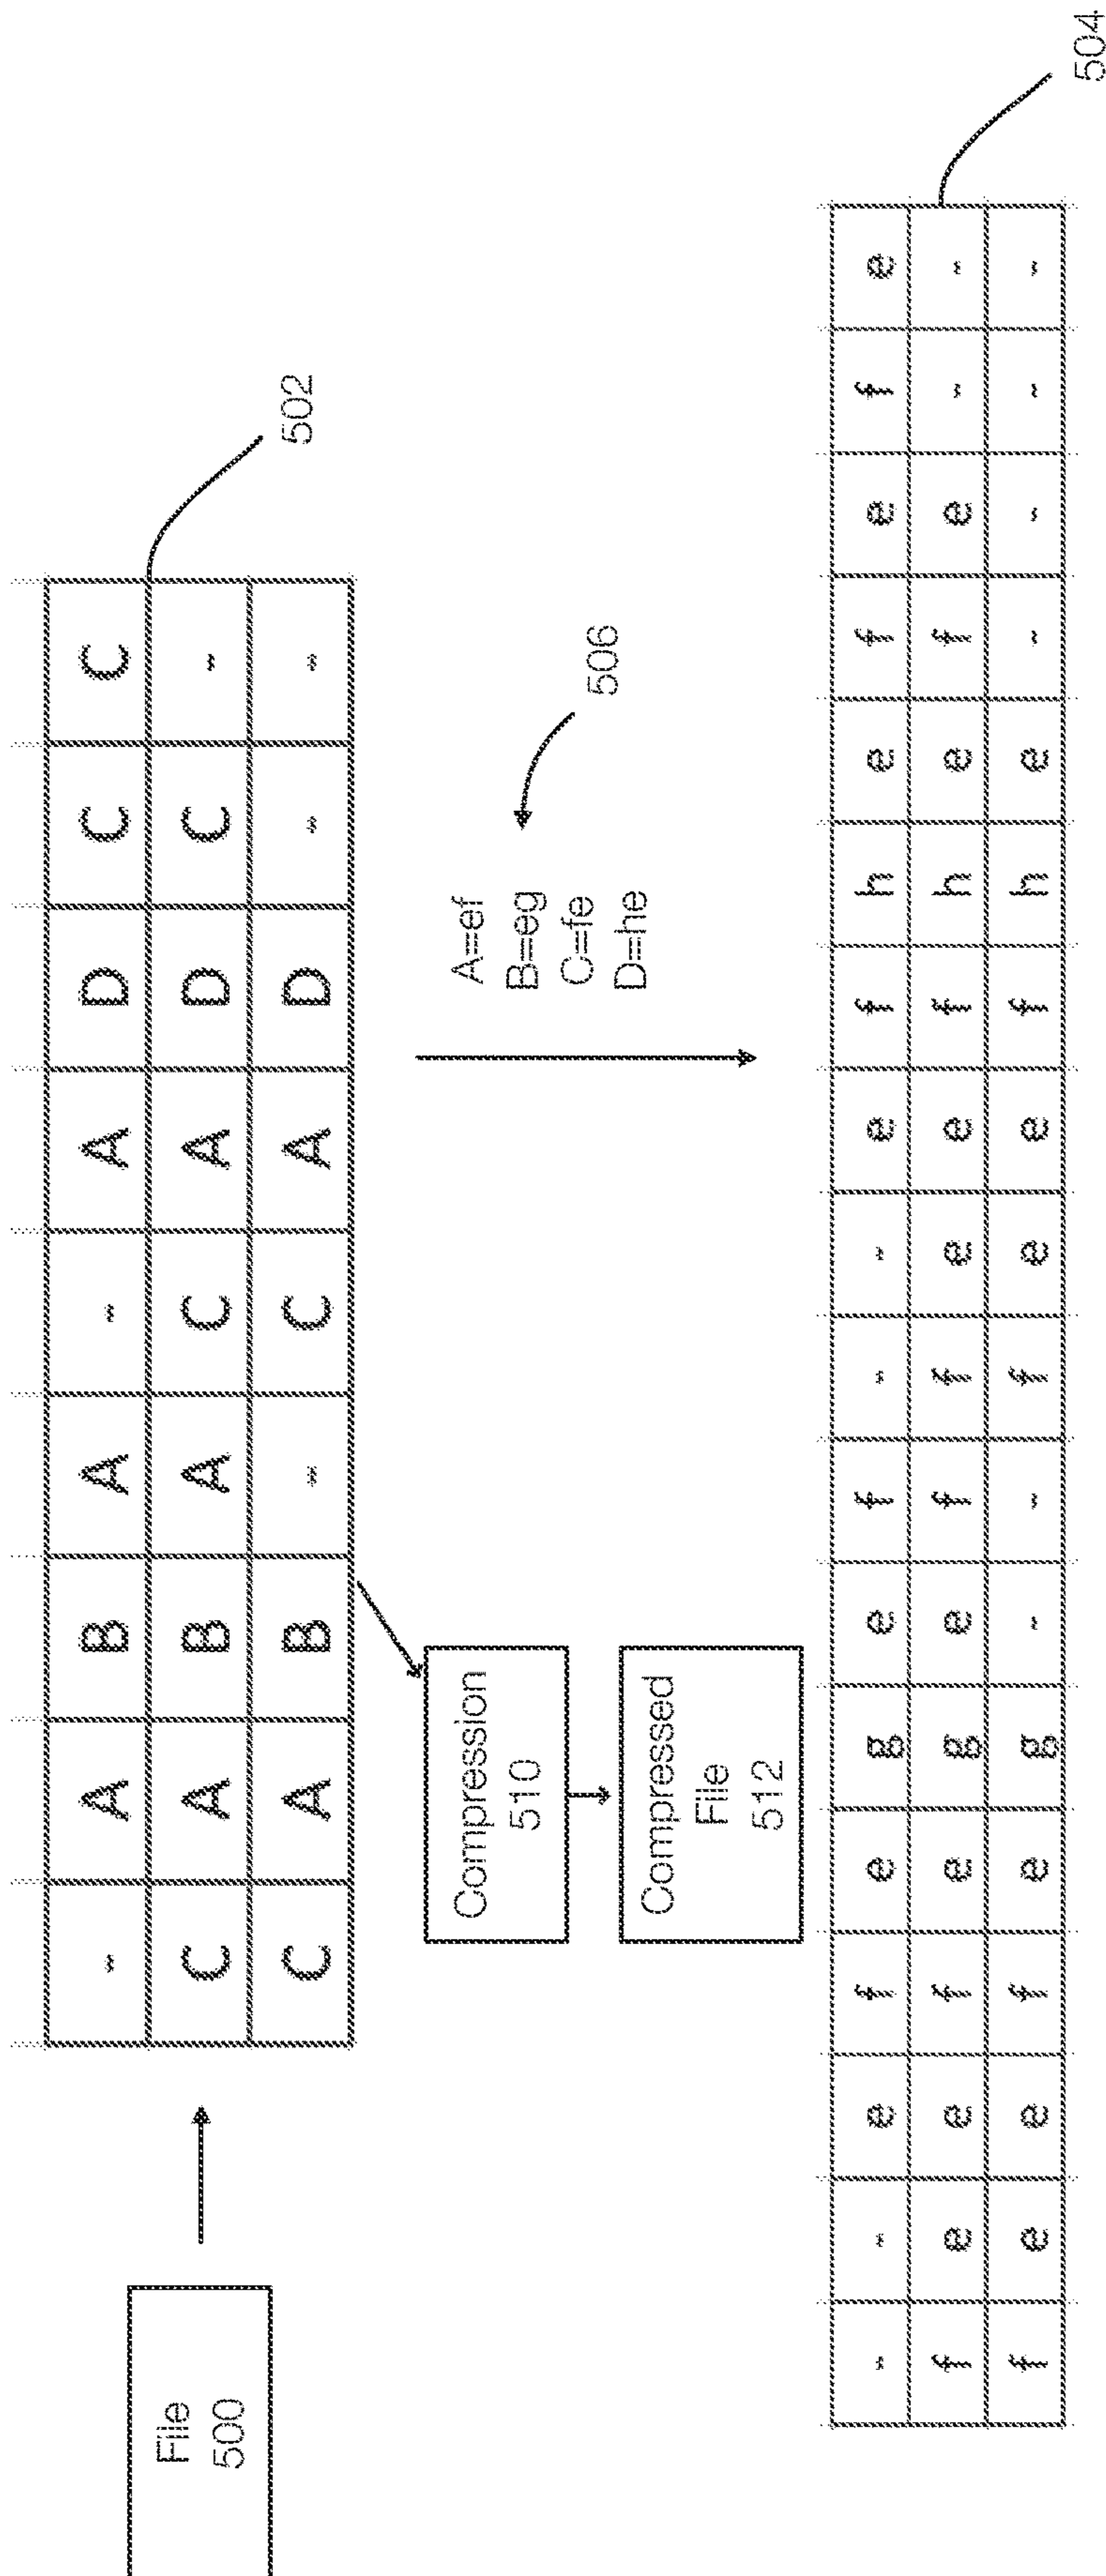 File
500
- A B A - A D C C
C A B A C A D C -
C A B - C A D - -
502
Compression
510
A=ef
B=eg
C=fe
D=he
506
Compressed
File
512
- - e f e g e f - - e f h e f e f e
f e e f e g e f f e e f h e f e - -
f e e f e g - - f e e f h e - - - -
504